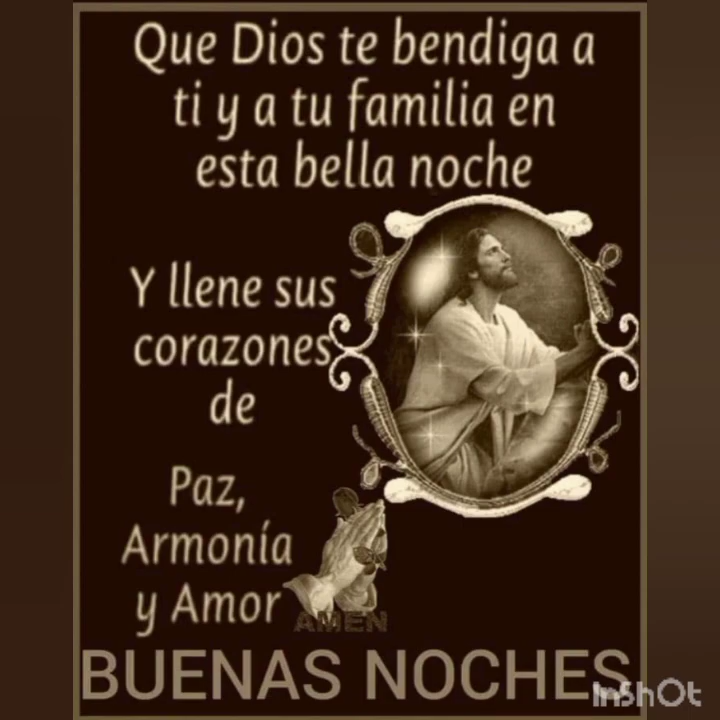 Que Dios te bendiga a
ti y a tu familia en
esta bella noche
Y llene sus
corazones
de
Paz,
Armonía
y Amor
AMEN
BUENAS NOCHES
InShOt